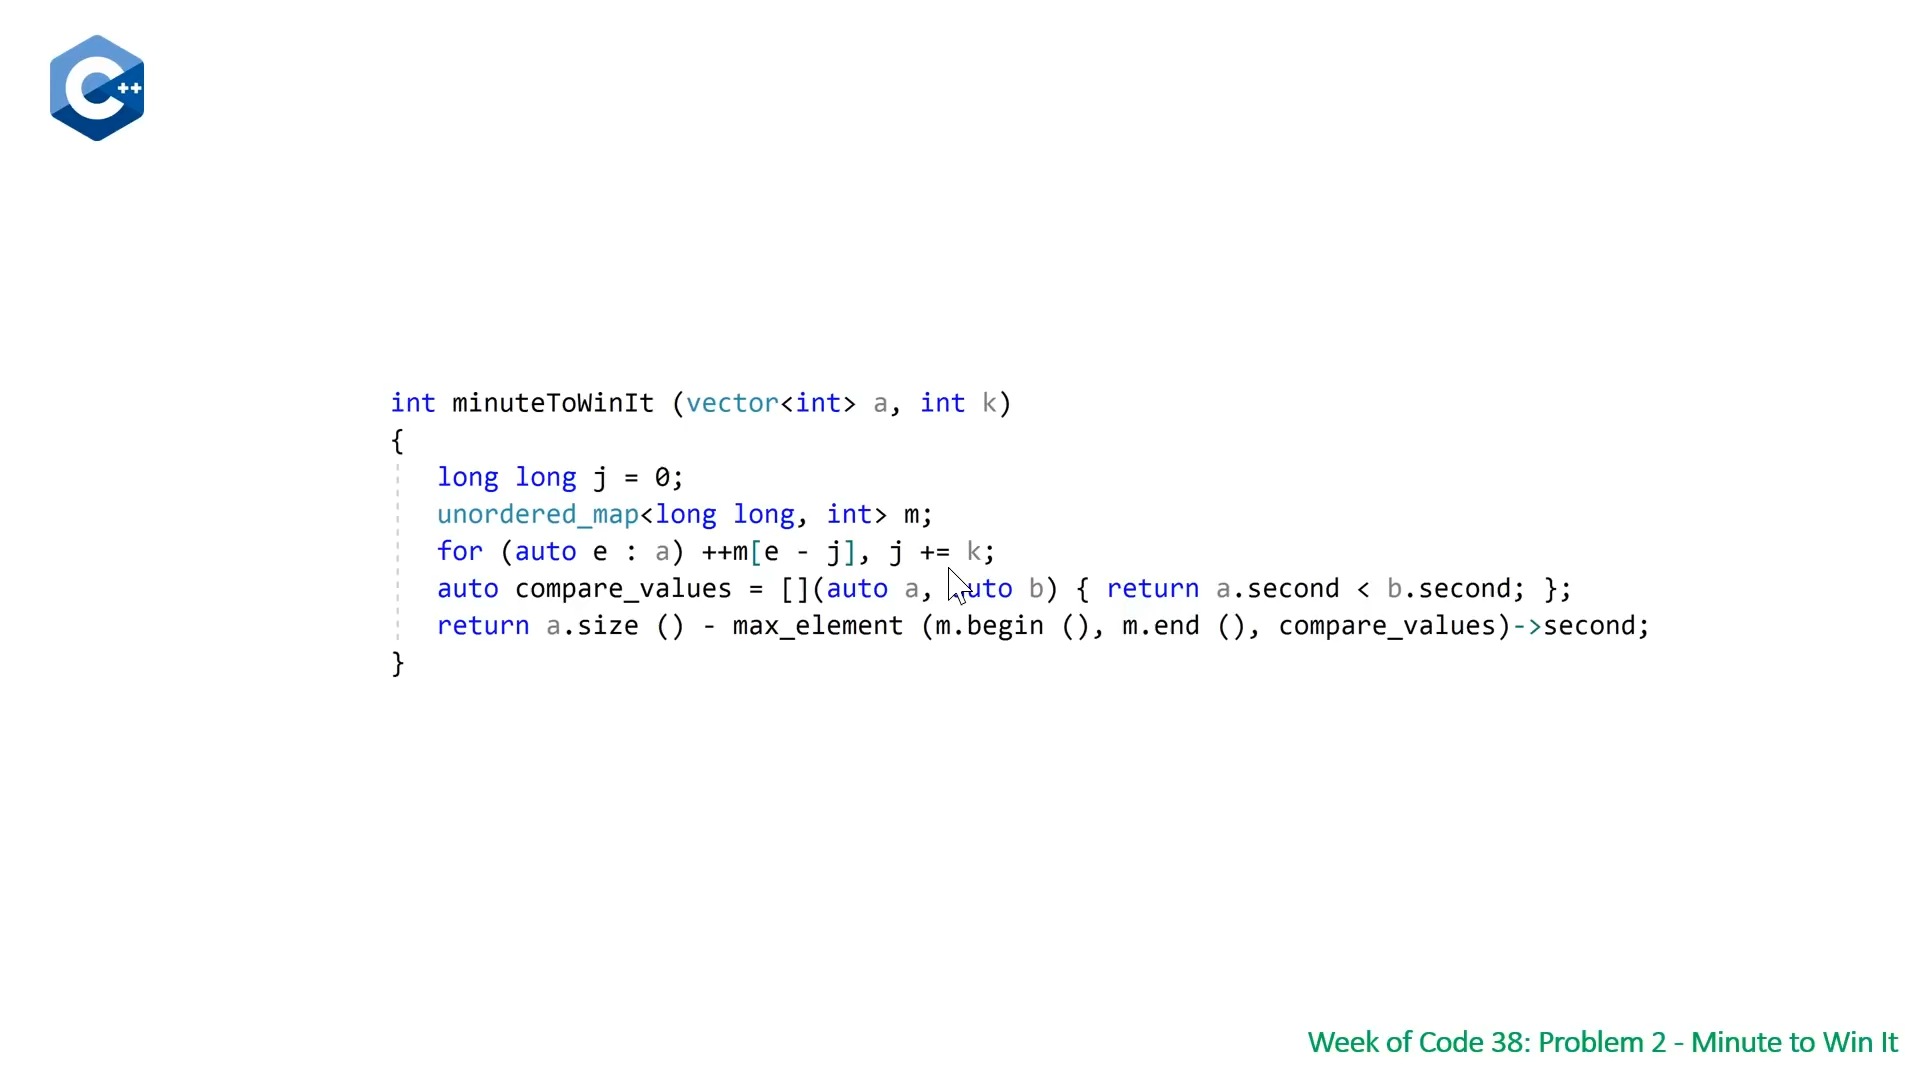 C++
int minuteToWinIt (vector<int> a, int k)
{
long long j = 0;
unordered_map<long long, int> m;
for (auto e : a) ++m[e - j], j += k;
auto compare_values = [](auto a, auto b) { return a.second < b.second; };
return a.size () - max_element (m.begin (), m.end (), compare_values)->second;
}
Week of Code 38: Problem 2 - Minute to Win It